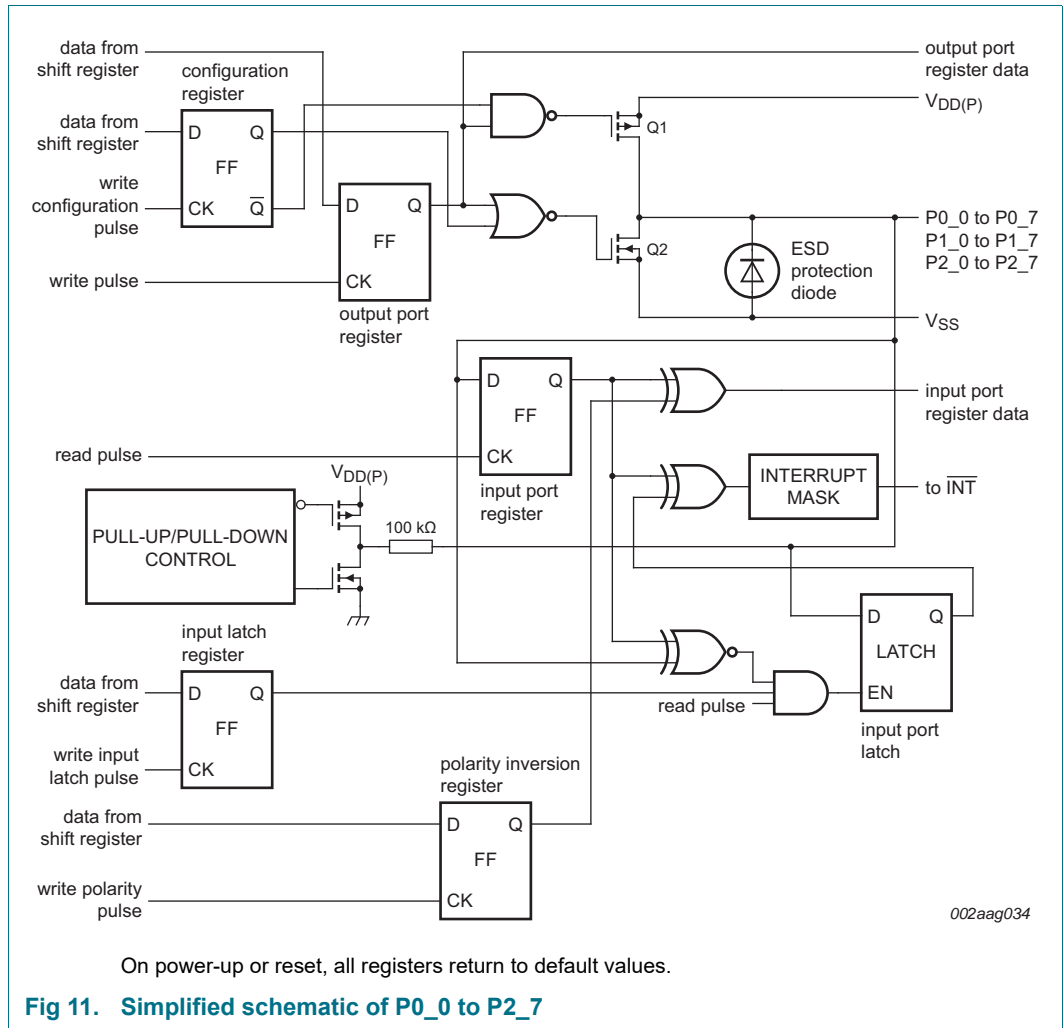 data from
shift register
configuration
register
data from
shift register
D Q
FF
write
configuration
pulse
CK Q̅
D Q
FF
write pulse
CK
output port
register
output port
register data
VDD(P)
Q1
Q2
P0_0 to P0_7
P1_0 to P1_7
P2_0 to P2_7
ESD
protection
diode
VSS
D Q
FF
read pulse
CK
input port
register
input port
register data
INTERRUPT
MASK
to I̅N̅T̅
VDD(P)
PULL-UP/PULL-DOWN
CONTROL
100 kΩ
D Q
LATCH
EN
input port
latch
read pulse
input latch
register
data from
shift register
D Q
FF
write input
latch pulse
CK
polarity inversion
register
data from
shift register
D Q
FF
write polarity
pulse
CK
002aag034
On power-up or reset, all registers return to default values.
Fig 11. Simplified schematic of P0_0 to P2_7